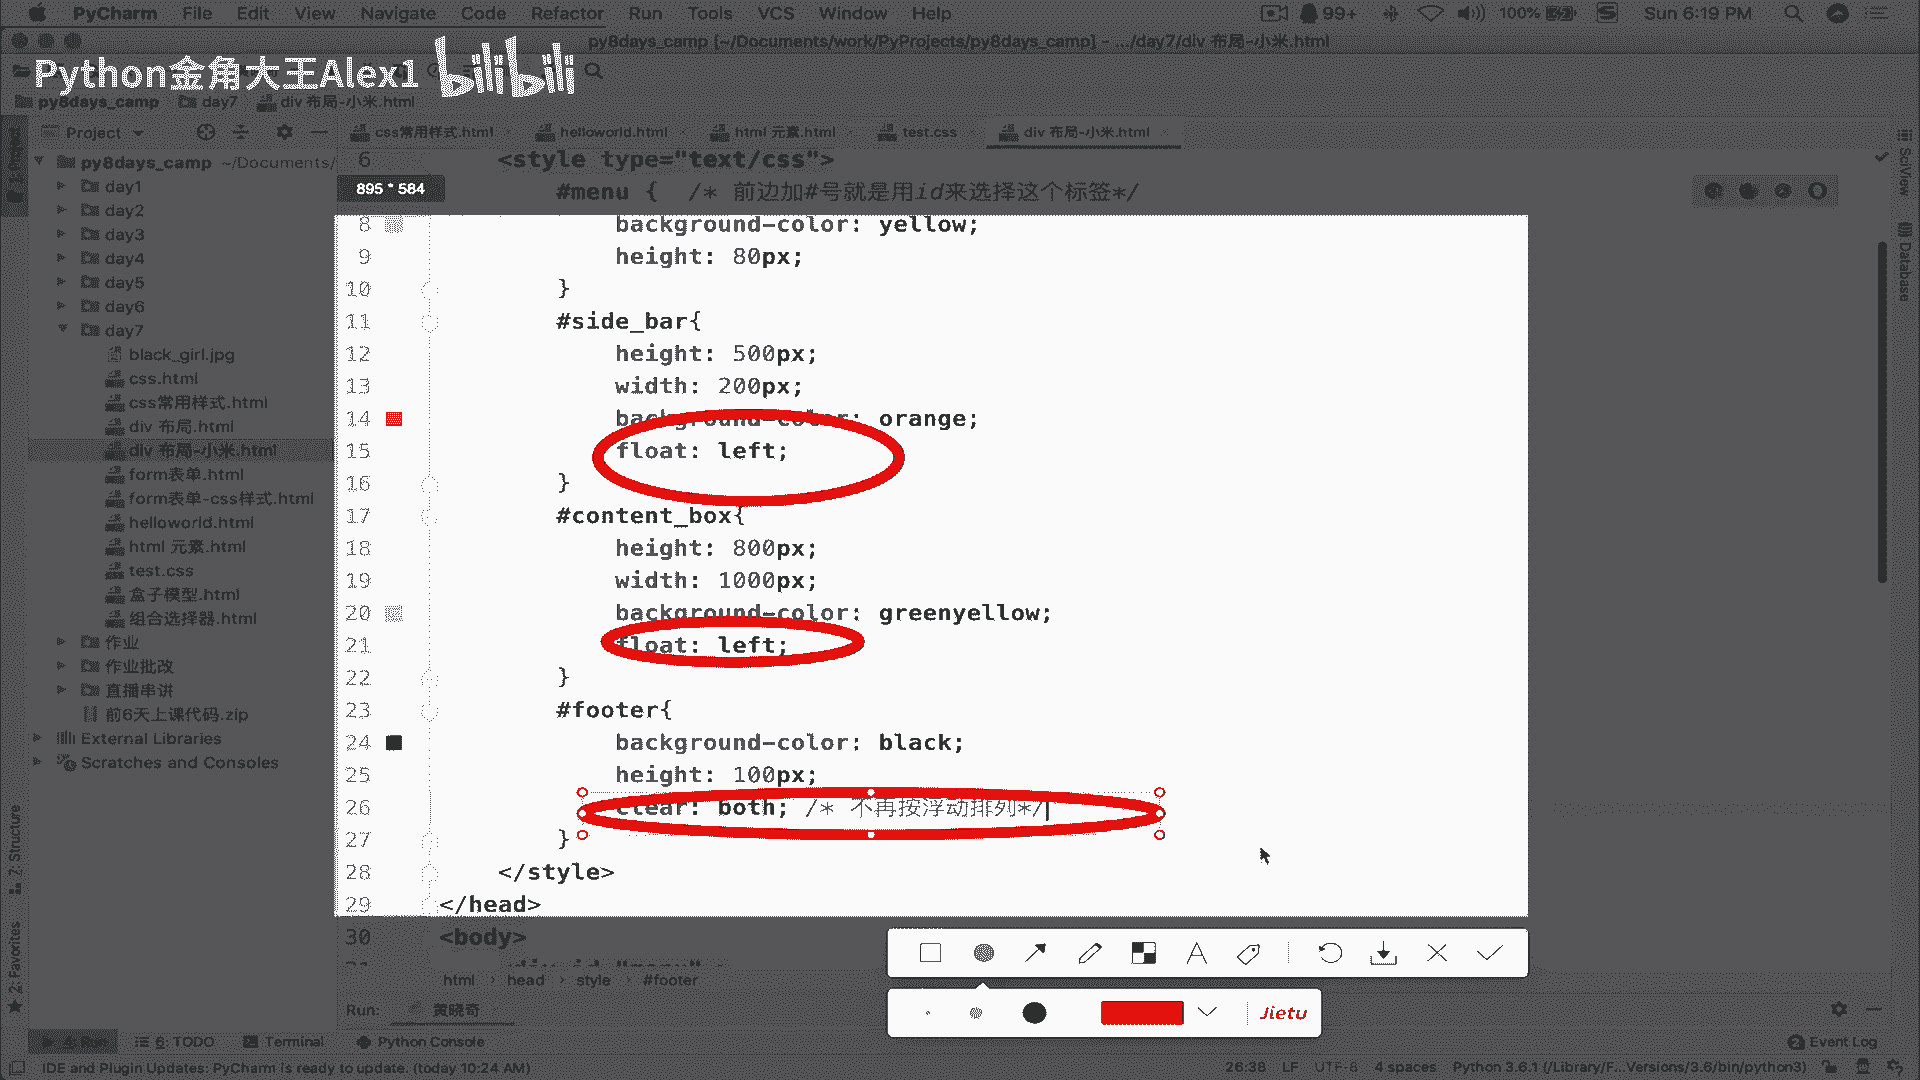 PyCharm File Edit View Navigate Code Refactor Run Tools VCS Window Help 99+ 100% Sun 6:19 PM
py8days_camp [~/Documents/work/PyProjects/py8days_camp] - .../day7/div 布局-小米.html
Python金角大王Alex1 bilibili
py8days_camp day7 div 布局-小米.html
Project
css常用样式.html helloworld.html html 元素.html test.css div 布局-小米.html
py8days_camp ~/Documents/
day1
day2
day3
day4
day5
day6
day7
black_girl.jpg
css.html
css常用样式.html
div 布局.html
div 布局-小米.html
form表单.html
form表单-css样式.html
helloworld.html
html 元素.html
test.css
盒子模型.html
组合选择器.html
作业
作业批改
直播串讲
前6天上课代码.zip
External Libraries
Scratches and Consoles
895 * 584
6 <style type="text/css">
#menu { /* 前边加#号就是用id来选择这个标签*/
8 background-color: yellow;
9 height: 80px;
10 }
11 #side_bar{
12 height: 500px;
13 width: 200px;
14 background-color: orange;
15 float: left;
16 }
17 #content_box{
18 height: 800px;
19 width: 1000px;
20 background-color: greenyellow;
21 float: left;
22 }
23 #footer{
24 background-color: black;
25 height: 100px;
26 clear: both; /* 不再按浮动排列*/
27 }
28 </style>
29 </head>
30 <body>
html head style #footer
SciView
Database
7: Structure
2: Favorites
Jietu
Run: 黄晓奇
4: Run 6: TODO Terminal Python Console 2 Event Log
IDE and Plugin Updates: PyCharm is ready to update. (today 10:24 AM) 26:38 LF UTF-8 4 spaces Python 3.6.1 (/Library/F...Versions/3.6/bin/python3)